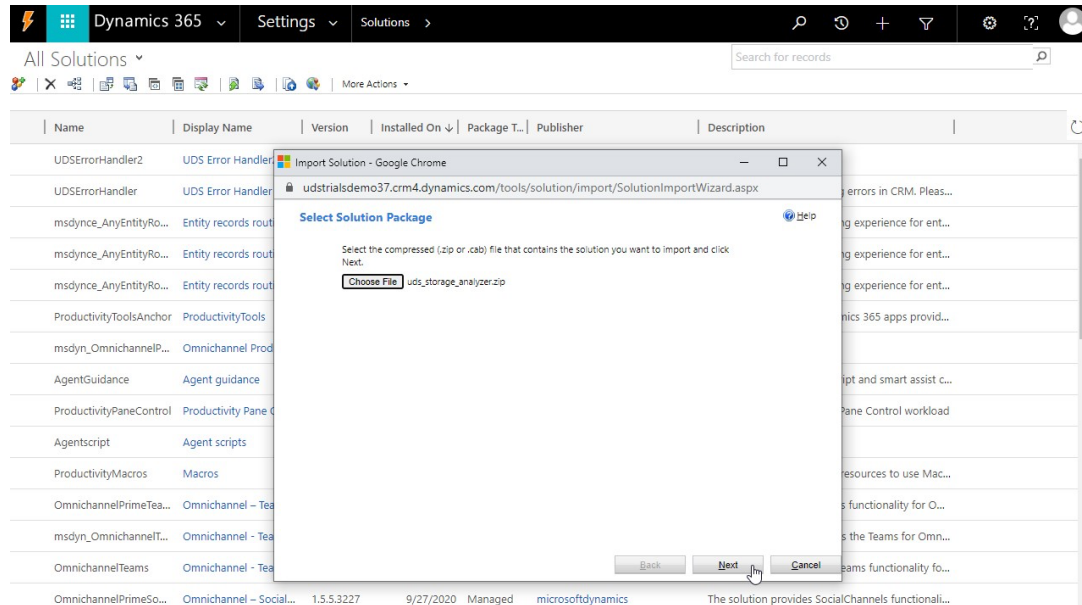 Dynamics 365 Settings Solutions >
All Solutions
Search for records
More Actions
Name Display Name Version Installed On ↓ Package T... Publisher Description
UDSErrorHandler2 UDS Error Handler
Import Solution - Google Chrome
UDSErrorHandler UDS Error Handler g errors in CRM. Pleas...
udstrialsdemo37.crm4.dynamics.com/tools/solution/import/SolutionImportWizard.aspx
Select Solution Package Help
msdynce_AnyEntityRo... Entity records rout ng experience for ent...
Select the compressed (.zip or .cab) file that contains the solution you want to import and click
Next.
msdynce_AnyEntityRo... Entity records rout ng experience for ent...
Choose File uds_storage_analyzer.zip
msdynce_AnyEntityRo... Entity records rout ng experience for ent...
ProductivityToolsAnchor ProductivityTools mics 365 apps provid...
msdyn_OmnichannelP... Omnichannel Prod
AgentGuidance Agent guidance ipt and smart assist c...
ProductivityPaneControl Productivity Pane C Pane Control workload
Agentscript Agent scripts
ProductivityMacros Macros resources to use Mac...
OmnichannelPrimeTea... Omnichannel – Tea s functionality for O...
msdyn_OmnichannelT... Omnichannel - Tea s the Teams for Omn...
OmnichannelTeams Omnichannel - Tea eams functionality fo...
Back Next Cancel
OmnichannelPrimeSo... Omnichannel – Social... 1.5.5.3227 9/27/2020 Managed microsoftdynamics The solution provides SocialChannels functionali...